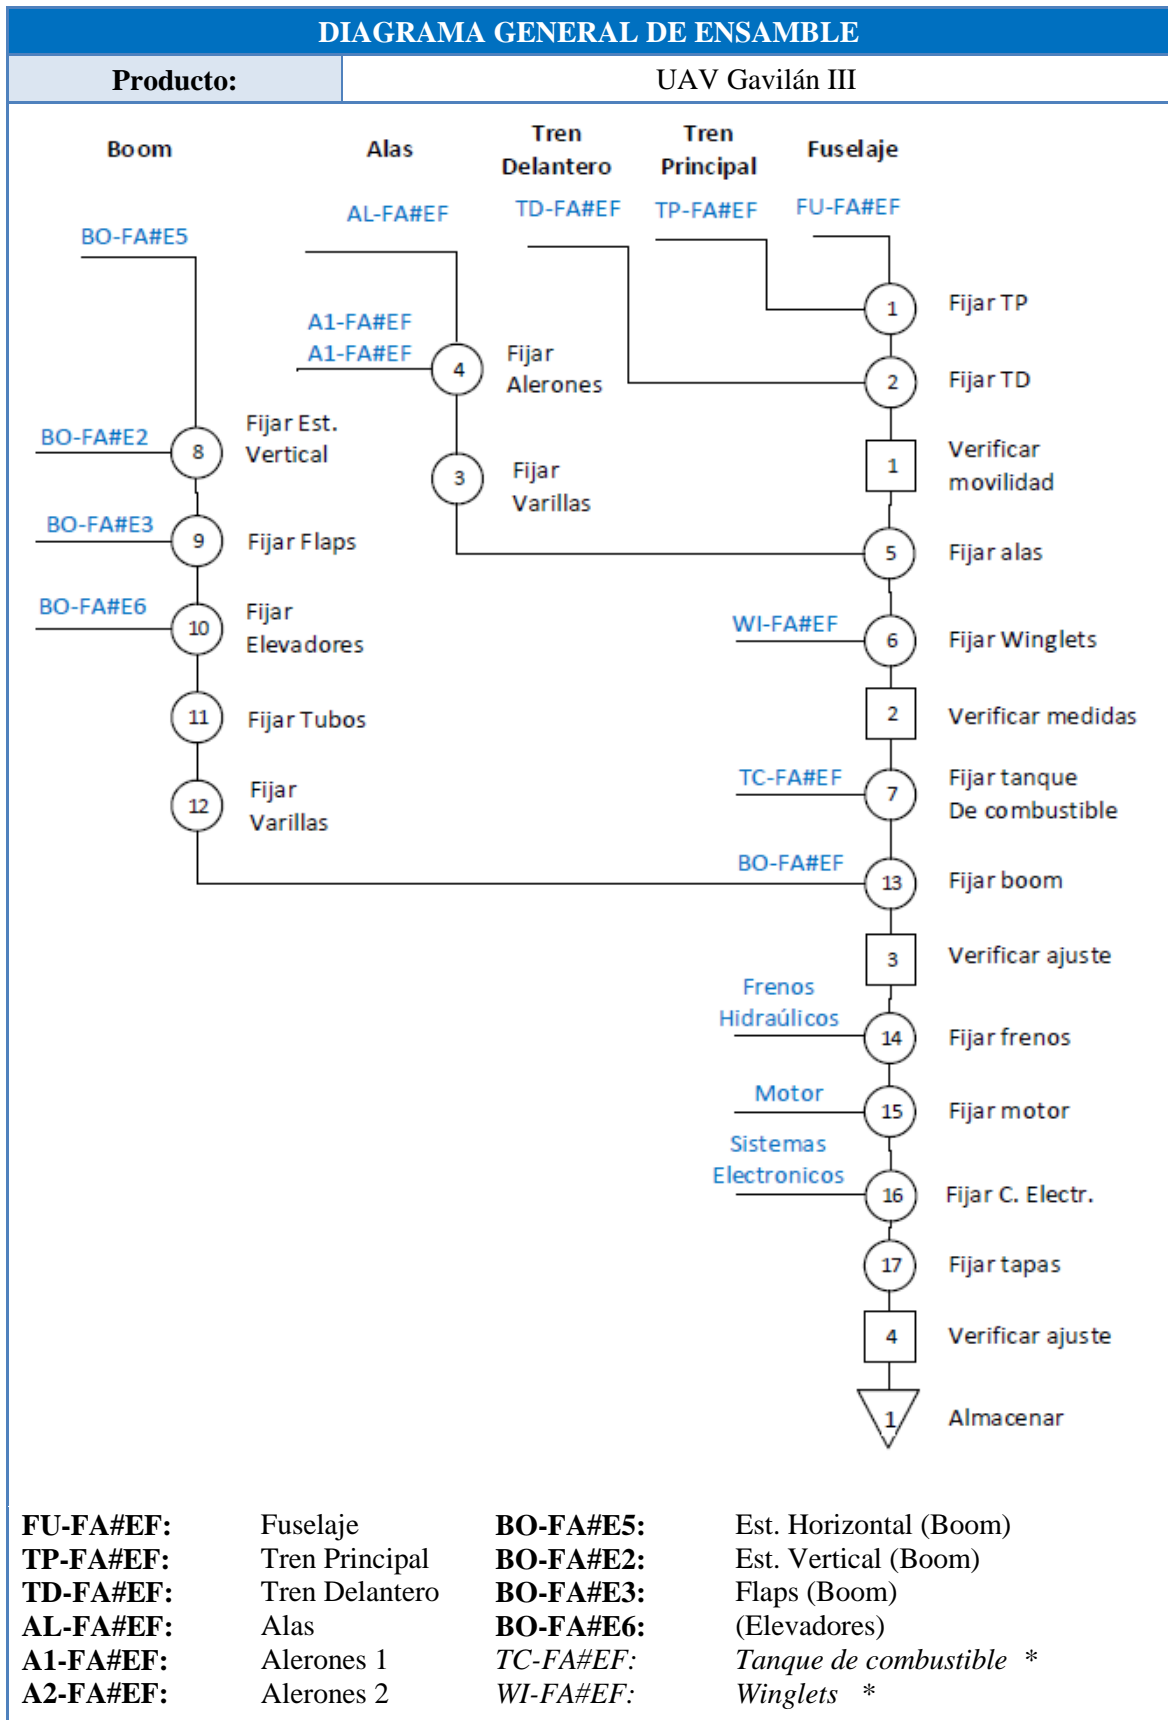 DIAGRAMA GENERAL DE ENSAMBLE
Producto: UAV Gavilán III
Boom Alas Tren Delantero Tren Principal Fuselaje
BO-FA#E5 AL-FA#EF TD-FA#EF TP-FA#EF FU-FA#EF
1 Fijar TP
A1-FA#EF
A1-FA#EF
4 Fijar
Alerones
2 Fijar TD
BO-FA#E2
8 Fijar Est.
Vertical
3 Fijar
Varillas
1 Verificar
movilidad
BO-FA#E3
9 Fijar Flaps
5 Fijar alas
BO-FA#E6
10 Fijar
Elevadores
WI-FA#EF
6 Fijar Winglets
11 Fijar Tubos
2 Verificar medidas
12 Fijar
Varillas
TC-FA#EF
7 Fijar tanque
De combustible
BO-FA#EF
13 Fijar boom
3 Verificar ajuste
Frenos
Hidraúlicos
14 Fijar frenos
Motor
15 Fijar motor
Sistemas
Electronicos
16 Fijar C. Electr.
17 Fijar tapas
4 Verificar ajuste
1 Almacenar
FU-FA#EF: Fuselaje BO-FA#E5: Est. Horizontal (Boom)
TP-FA#EF: Tren Principal BO-FA#E2: Est. Vertical (Boom)
TD-FA#EF: Tren Delantero BO-FA#E3: Flaps (Boom)
AL-FA#EF: Alas BO-FA#E6: (Elevadores)
A1-FA#EF: Alerones 1 TC-FA#EF: Tanque de combustible *
A2-FA#EF: Alerones 2 WI-FA#EF: Winglets *